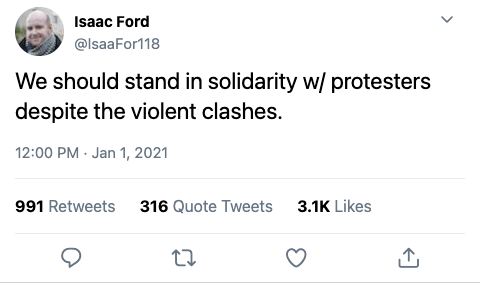 Isaac Ford
@IsaaFor118
We should stand in solidarity w/ protesters
despite the violent clashes.
12:00 PM · Jan 1, 2021
991 Retweets 316 Quote Tweets 3.1K Likes